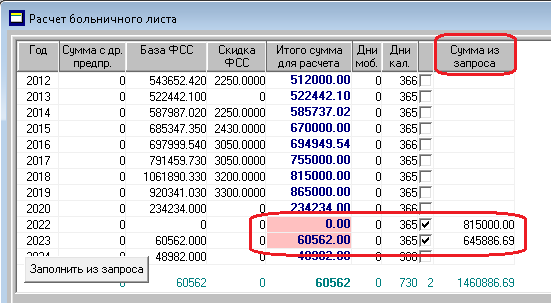 Расчет больничного листа
Год Сумма с др. предпр. База ФСС Скидка ФСС Итого сумма для расчета Дни моб. Дни кал. Сумма из запроса
2012 0 543652.420 2250.0000 512000.00 0 366
2013 0 522442.100 0 522442.10 0 365
2014 0 587987.020 2250.0000 585737.02 0 365
2015 0 685347.350 2430.0000 670000.00 0 365
2016 0 697999.540 3050.0000 694949.54 0 366
2017 0 791459.730 3050.0000 755000.00 0 365
2018 0 1061890.330 3200.0000 815000.00 0 365
2019 0 920341.030 3300.0000 865000.00 0 365
2020 0 234234.000 0 234234.00 0 366
2022 0 0 0 0.00 0 365 815000.00
2023 0 60562.000 0 60562.00 0 365 645886.69
0 48982.000 0 48982.00 0 366
Заполнить из запроса
0 60562 0 60562 0 730 2 1460886.69